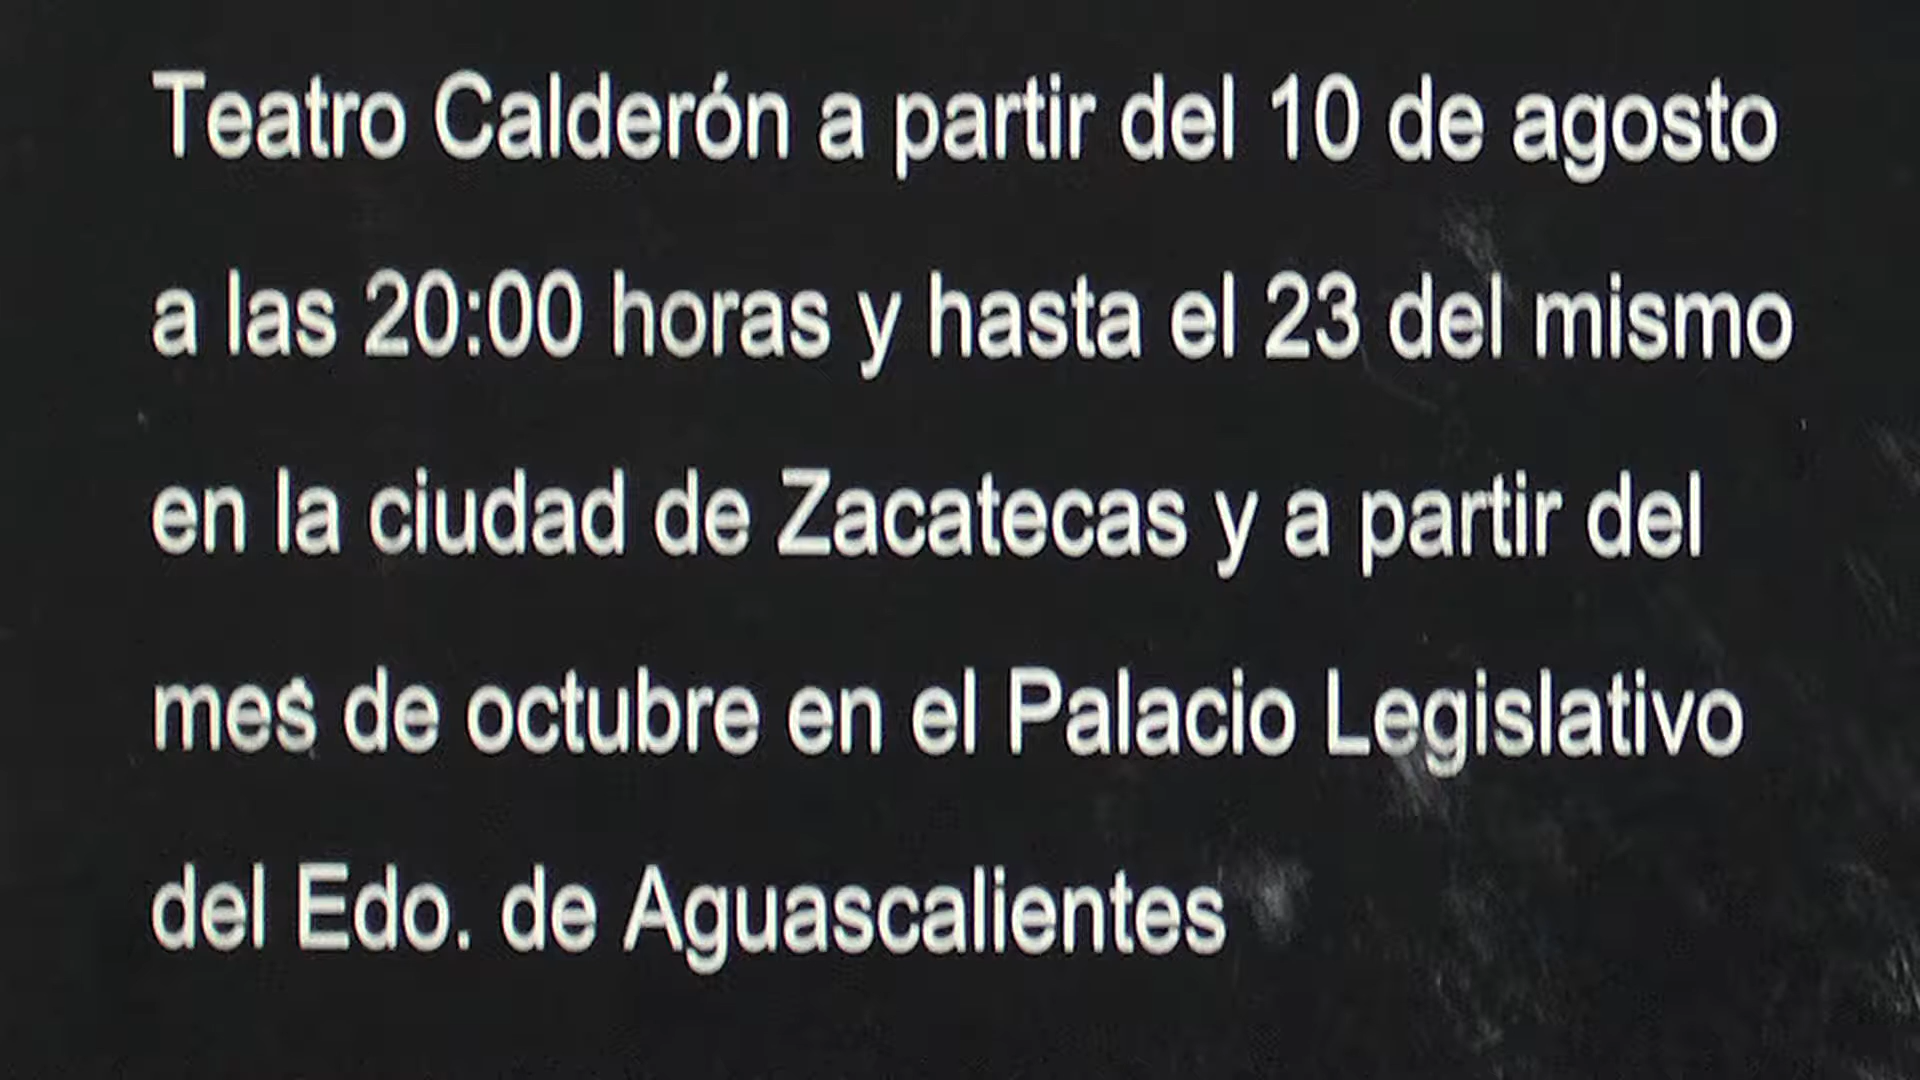 Teatro Calderón a partir del 10 de agosto
a las 20:00 horas y hasta el 23 del mismo
en la ciudad de Zacatecas y a partir del
mes de octubre en el Palacio Legislativo
del Edo. de Aguascalientes